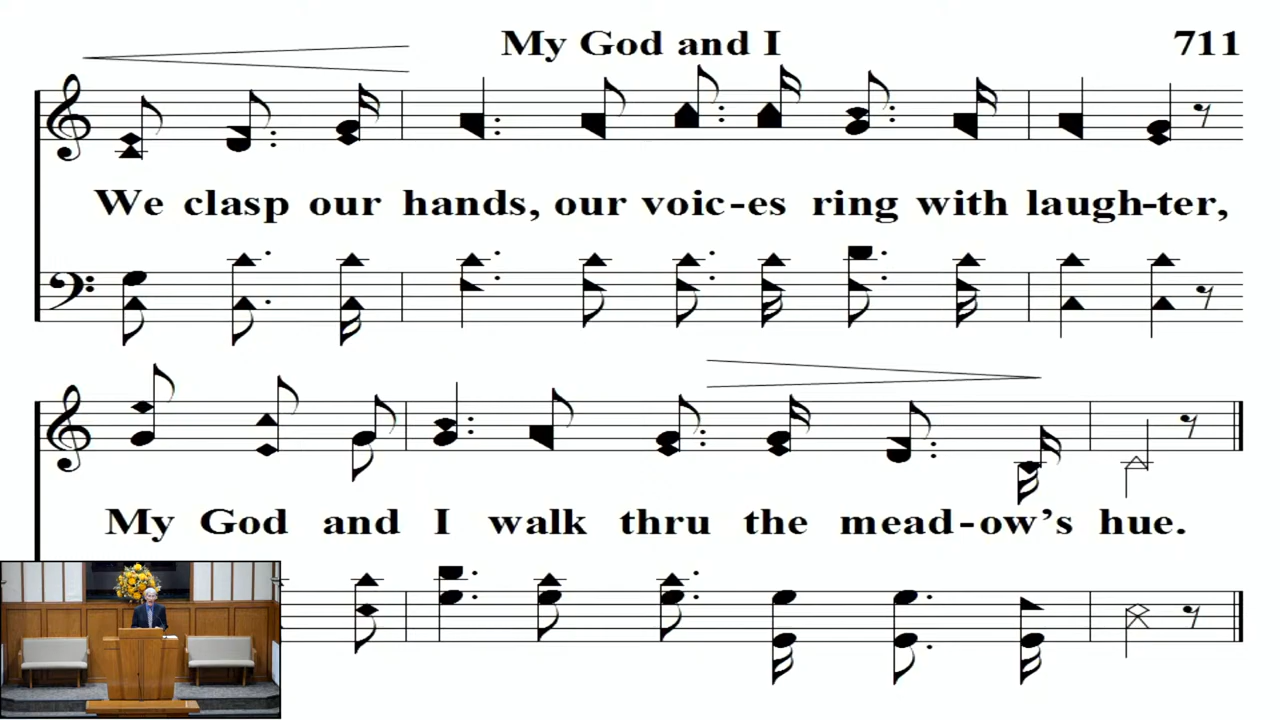 My God and I 711
We clasp our hands, our voic-es ring with laugh-ter,
My God and I walk thru the mead-ow's hue.